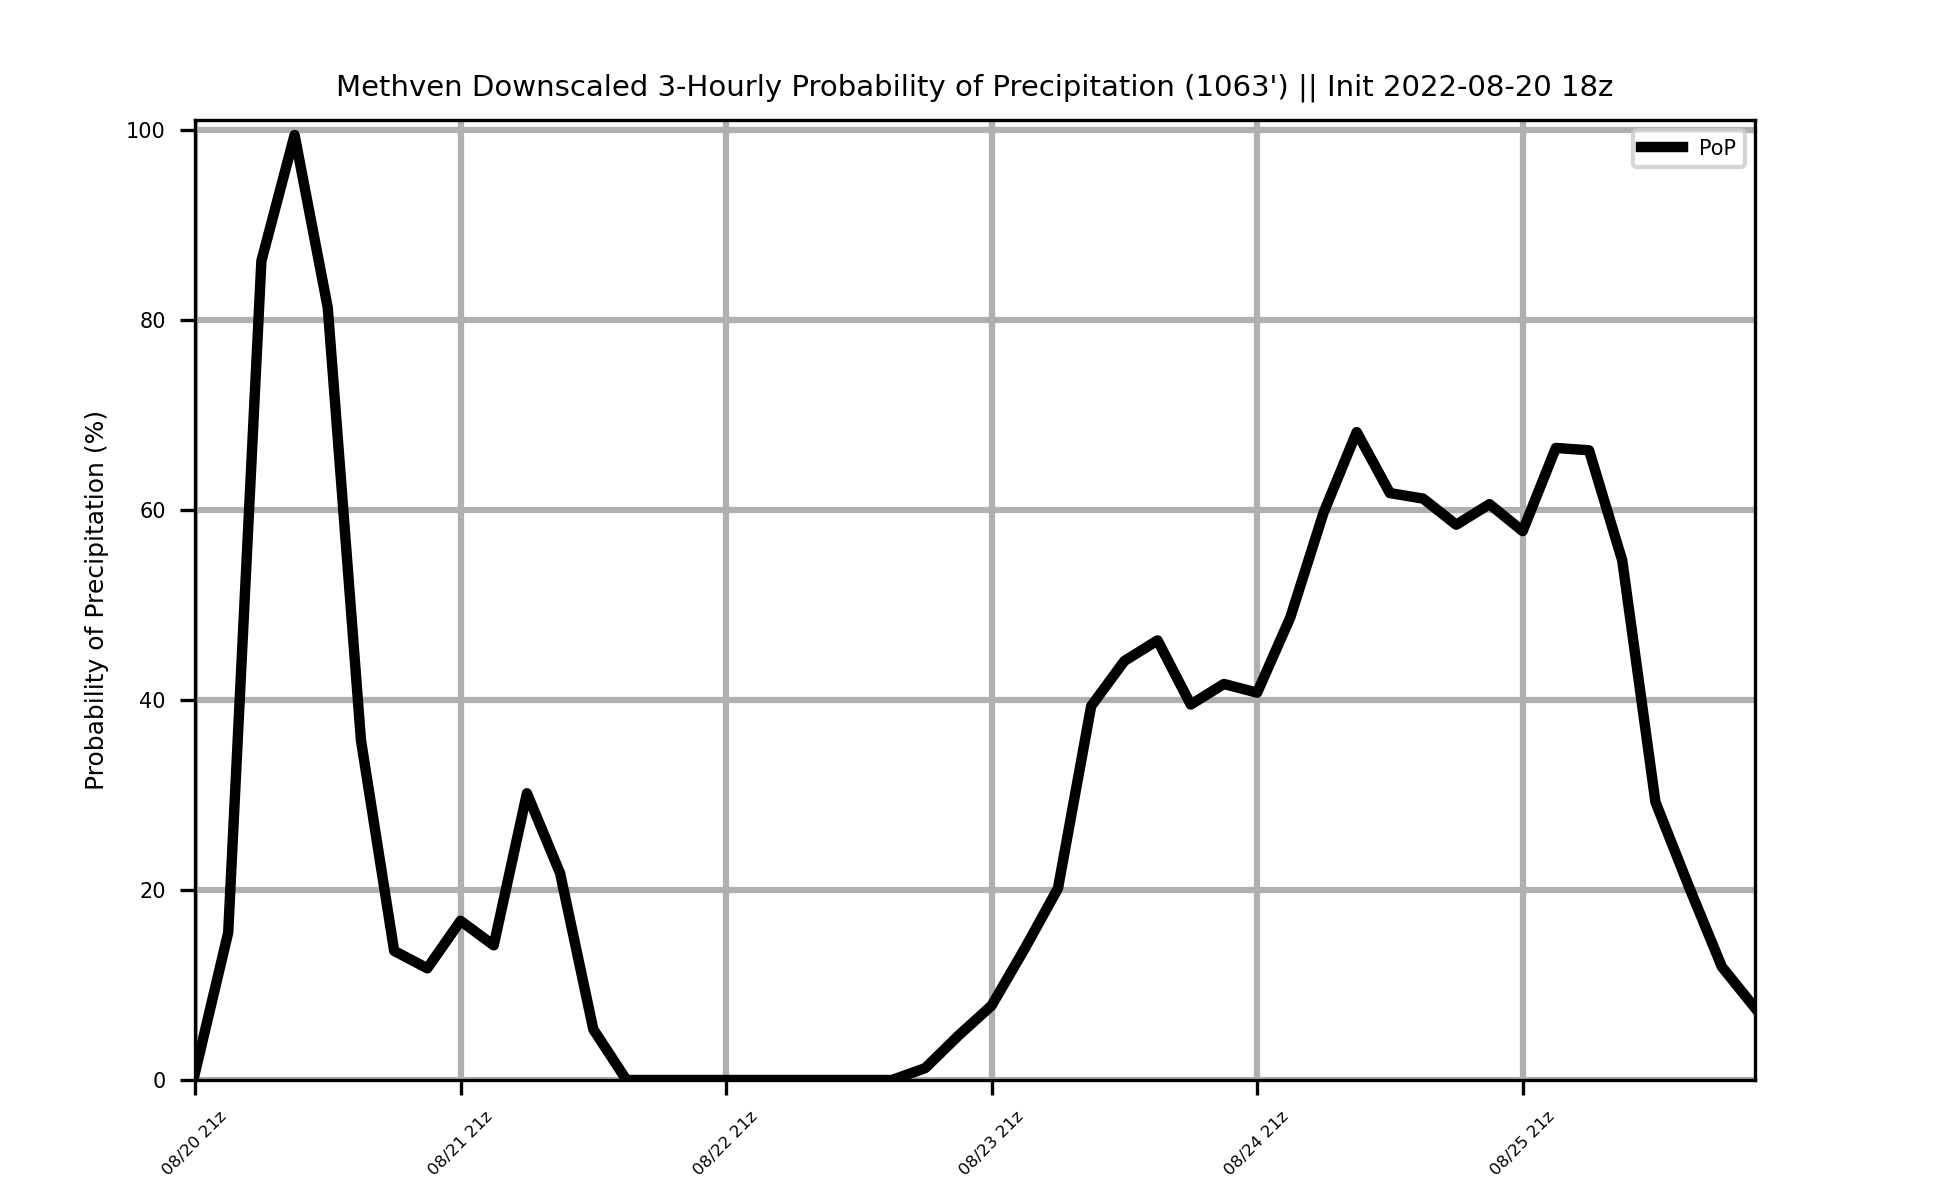 Methven Downscaled 3-Hourly Probability of Precipitation (1063') || Init 2022-08-20 18z
PoP
Probability of Precipitation (%)
100
80
60
40
20
0
08/20 21z
08/21 21z
08/22 21z
08/23 21z
08/24 21z
08/25 21z